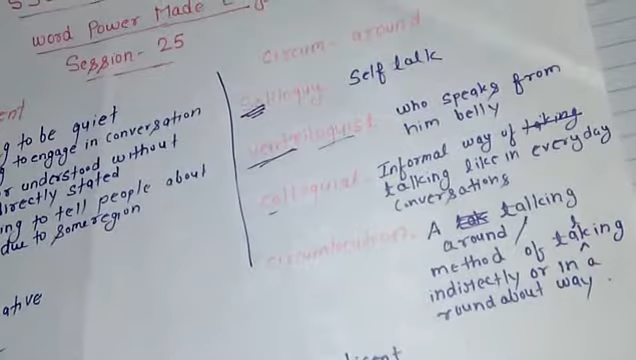 Word Power Made
Session- 25
ent
g to be quiet
g to engage in conversation
r understood without
directly stated
ing to tell people about
due to some region
ative
circum - around
Soliloquy Self talk
ventriloquist who speaks from
him belly
colloquial - Informal way of
talking like in everyday
conversations
circumlocution. A talking
around /
method of talking
indirectly or in a
round about way.